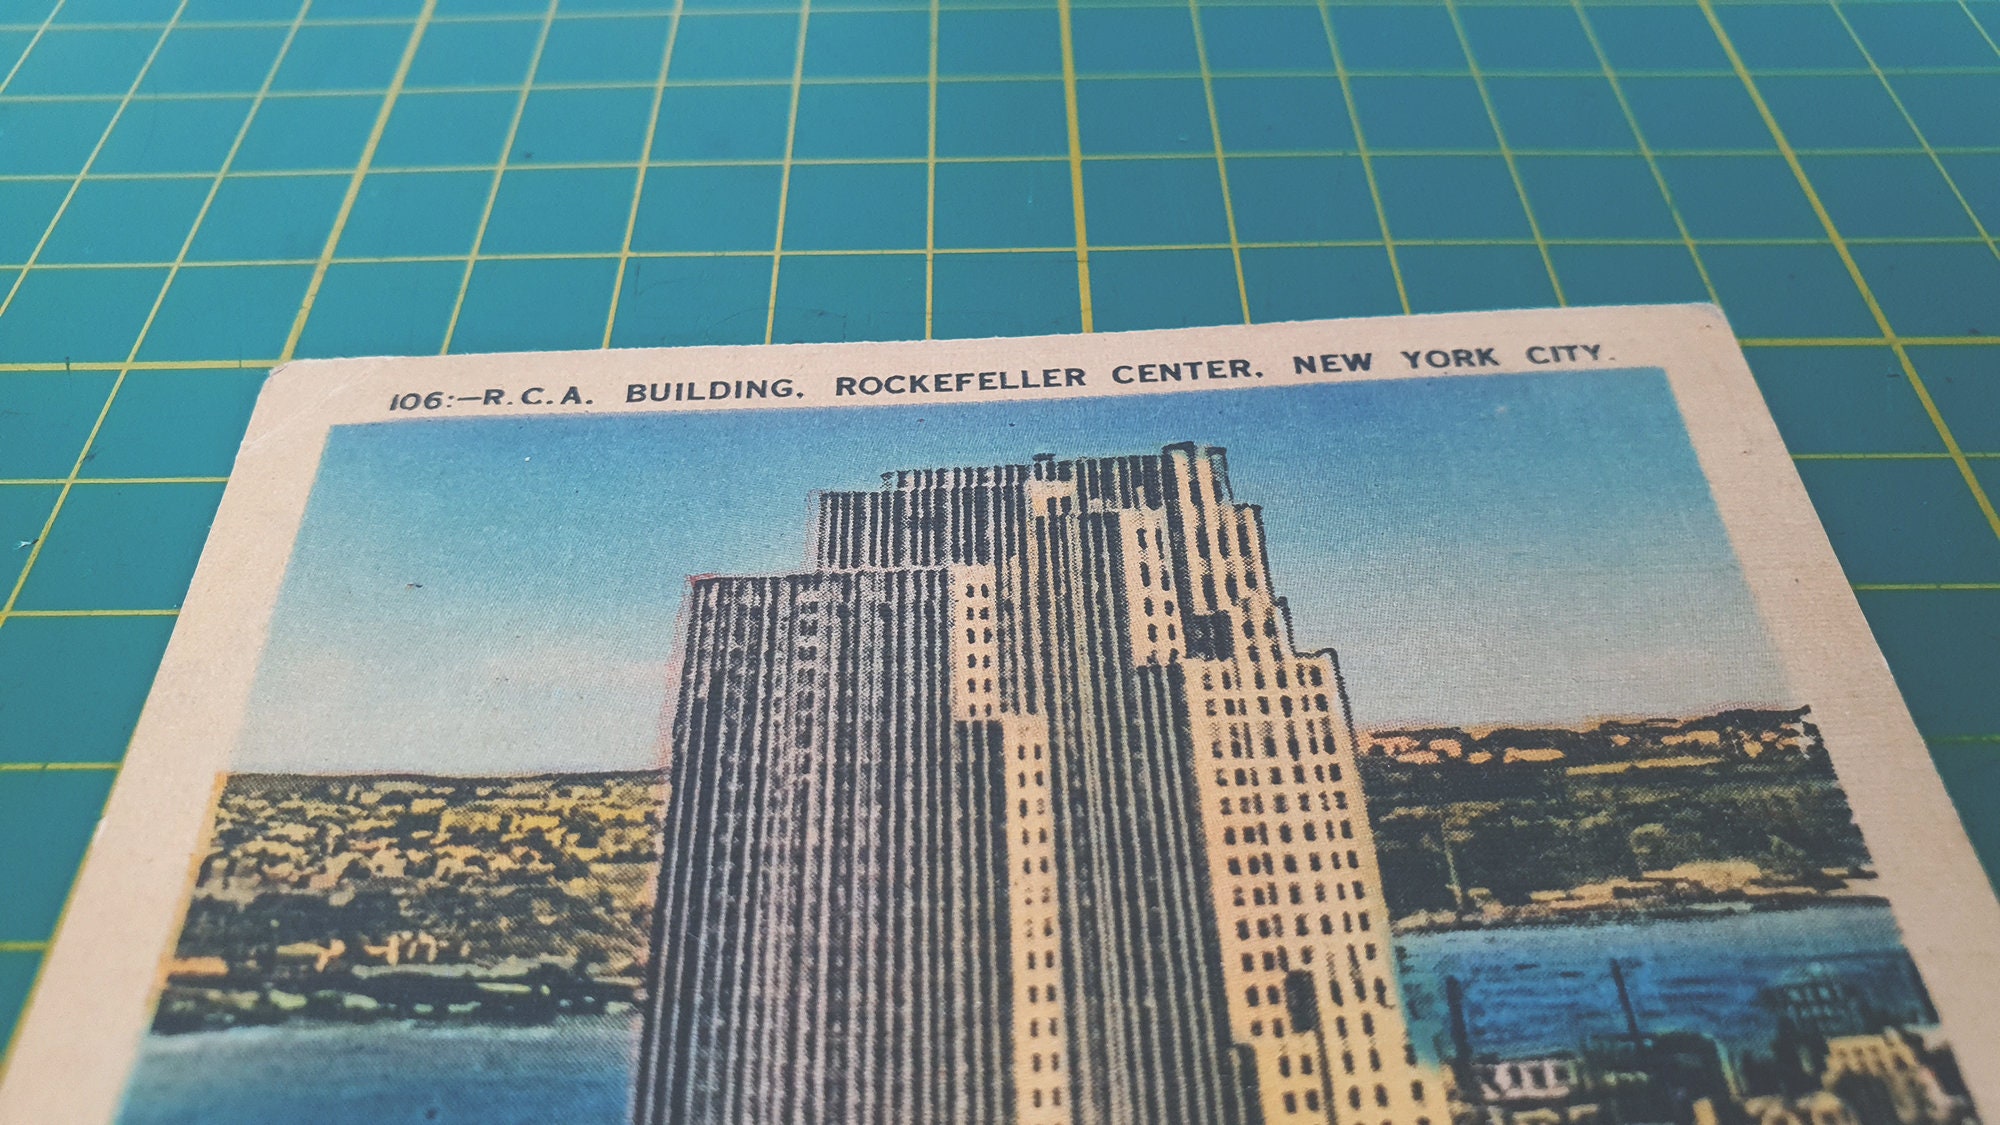 106:—R.C.A. BUILDING, ROCKEFELLER CENTER, NEW YORK CITY.